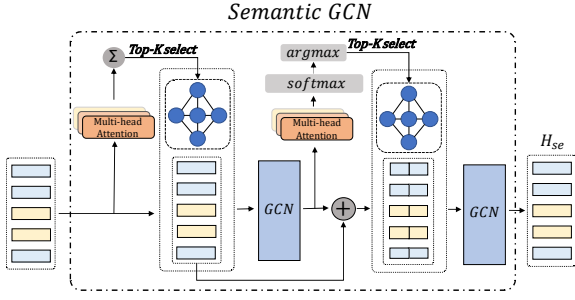 Semantic GCN
Σ
Top-K select
argmax
Top-K select
softmax
Multi-head
Attention
Multi-head
Attention
GCN
+
GCN
H_se